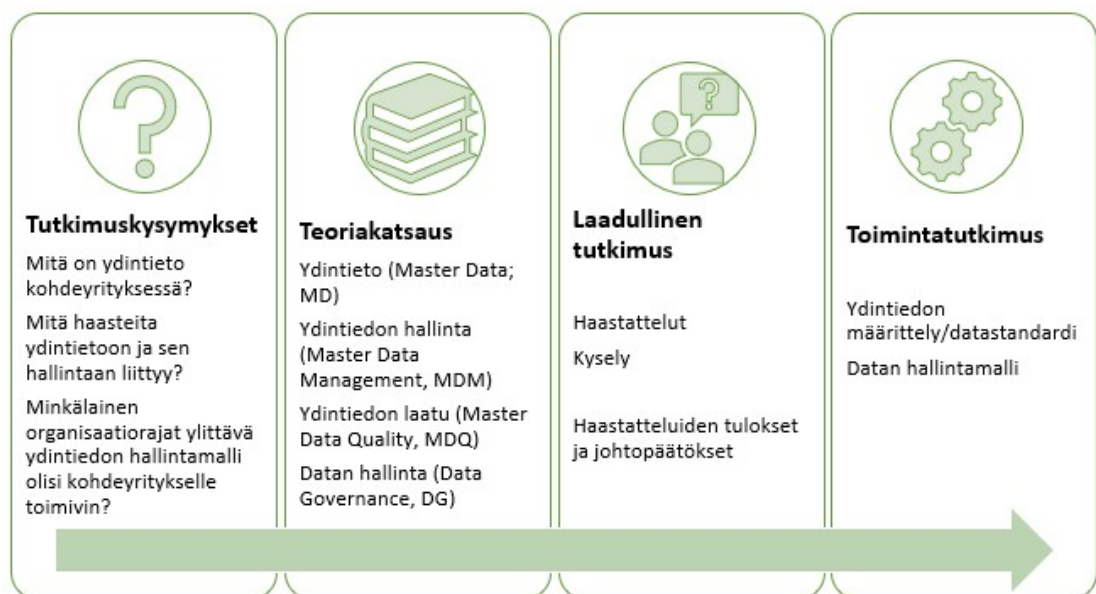 ?
Tutkimuskysymykset
Mitä on ydintieto
kohdeyrityksessä?
Mitä haasteita
ydintietoon ja sen
hallintaan liittyy?
Minkälainen
organisaatiorajat ylittävä
ydintiedon hallintamalli
olisi kohdeyritykselle
toimivin?
Teoriakatsaus
Ydintieto (Master Data;
MD)
Ydintiedon hallinta
(Master Data
Management, MDM)
Ydintiedon laatu (Master
Data Quality, MDQ)
Datan hallinta (Data
Governance, DG)
?
Laadullinen
tutkimus
Haastattelut
Kysely
Haastatteluiden tulokset
ja johtopäätökset
Toimintatutkimus
Ydintiedon
määrittely/datastandardi
Datan hallintamalli